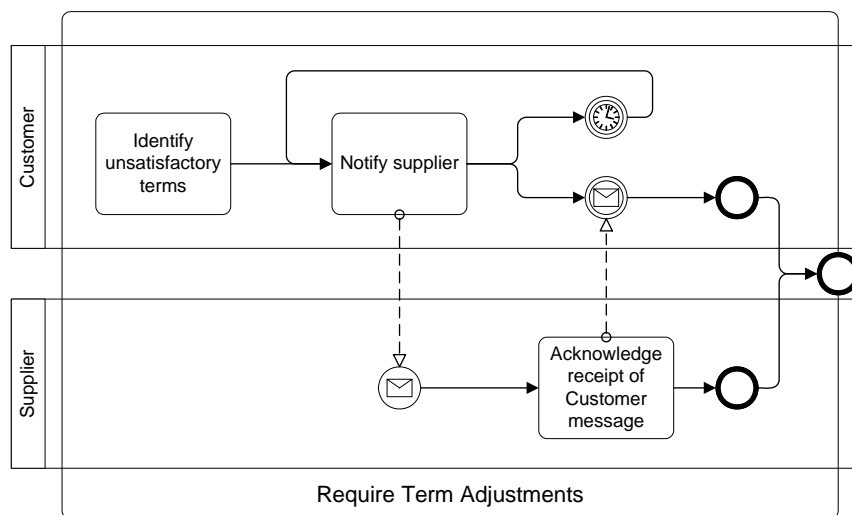 Customer
Identify
unsatisfactory
terms
Notify supplier
Supplier
Acknowledge
receipt of
Customer
message
Require Term Adjustments